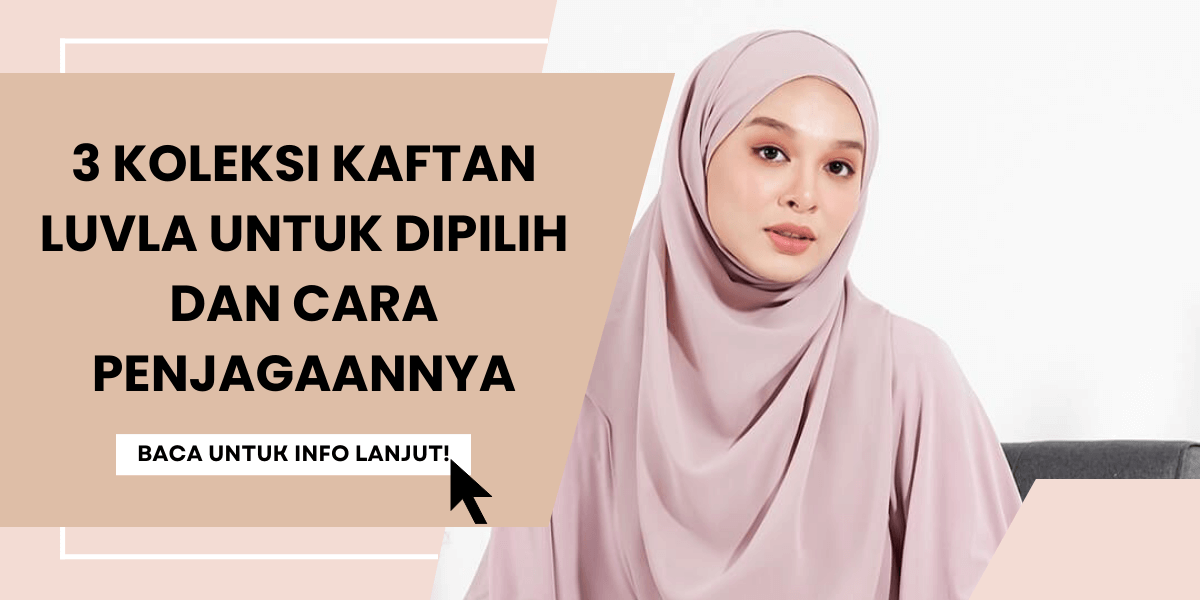 3 KOLEKSI KAFTAN
LUVLA UNTUK DIPILIH
DAN CARA
PENJAGAANNYA
BACA UNTUK INFO LANJUT!